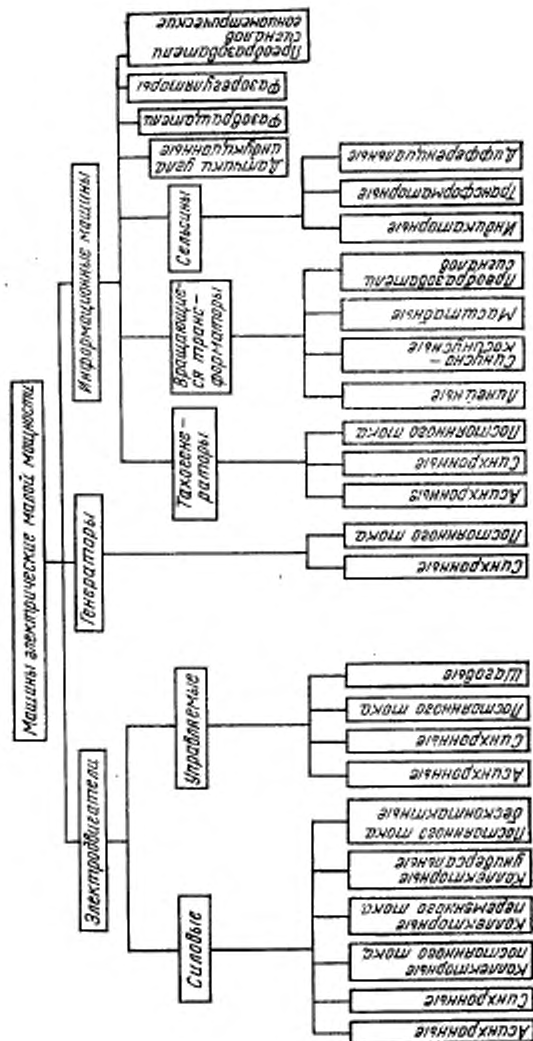 Машины электрические малой мощности
Электродвигатели
Генераторы
Информационные машины
Силовые
Управляемые
Тахогене-
раторы
Вращающие-
ся транс-
форматоры
Сельсины
Датчики угла
индукционные
Фазовращатели
Фазорегуляторы
Преобразователи
сигналов
гониометрические
Асинхронные
Синхронные
Коллекторные
постоянного тока
Коллекторные
переменного тока
Коллекторные
универсальные
Постоянного тока
бесконтактные
Асинхронные
Синхронные
Постоянного тока
Шаговые
Синхронные
Постоянного тока
Асинхронные
Синхронные
Постоянного тока
Линейные
Синусно-
косинусные
Масштабные
Преобразователи
сигналов
Индикаторные
Трансформаторные
Дифференциальные